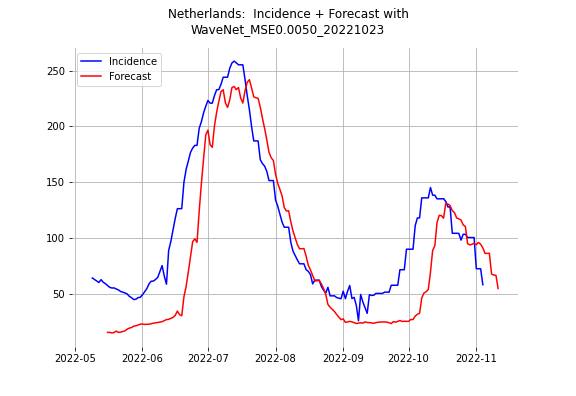 Netherlands:  Incidence + Forecast with
WaveNet_MSE0.0050_20221023
Incidence
Forecast
250
200
150
100
50
2022-05 2022-06 2022-07 2022-08 2022-09 2022-10 2022-11